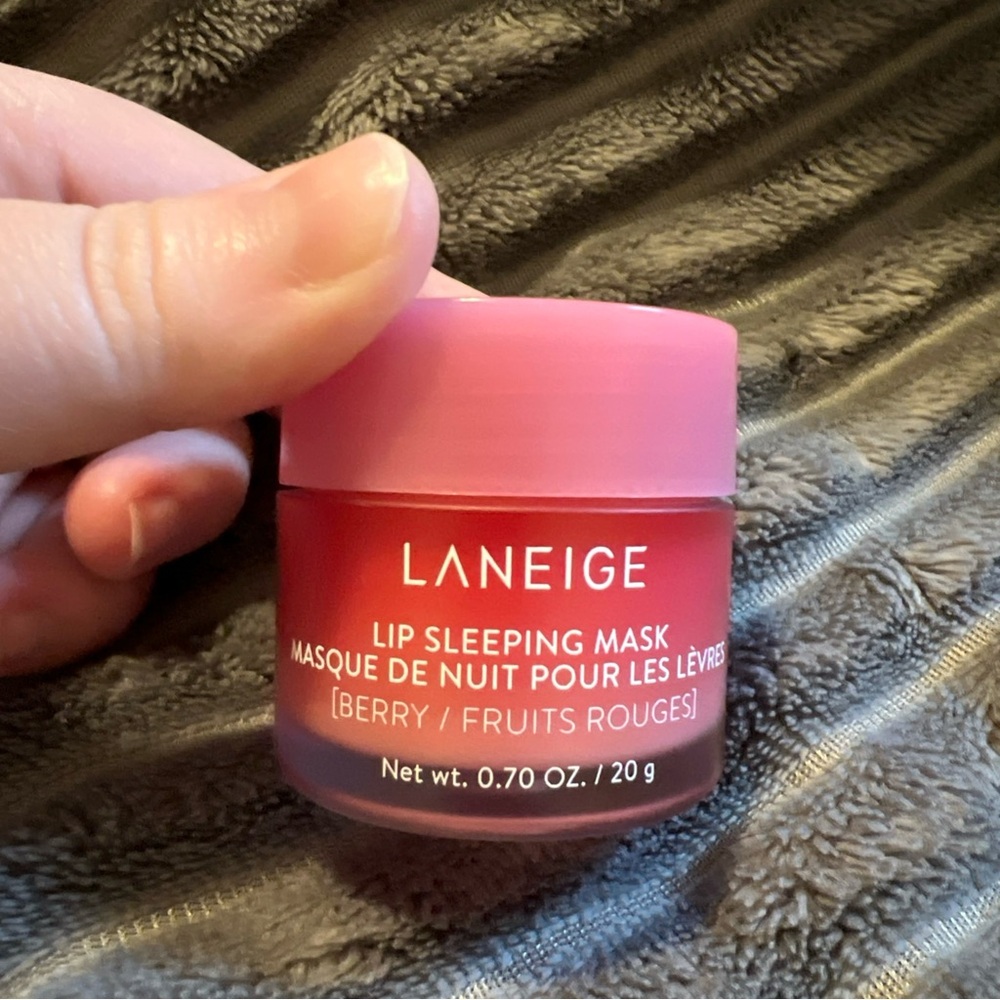 LANEIGE
LIP SLEEPING MASK
MASQUE DE NUIT POUR LES LÈVRES
[BERRY / FRUITS ROUGES]
Net wt. 0.70 OZ. / 20 g